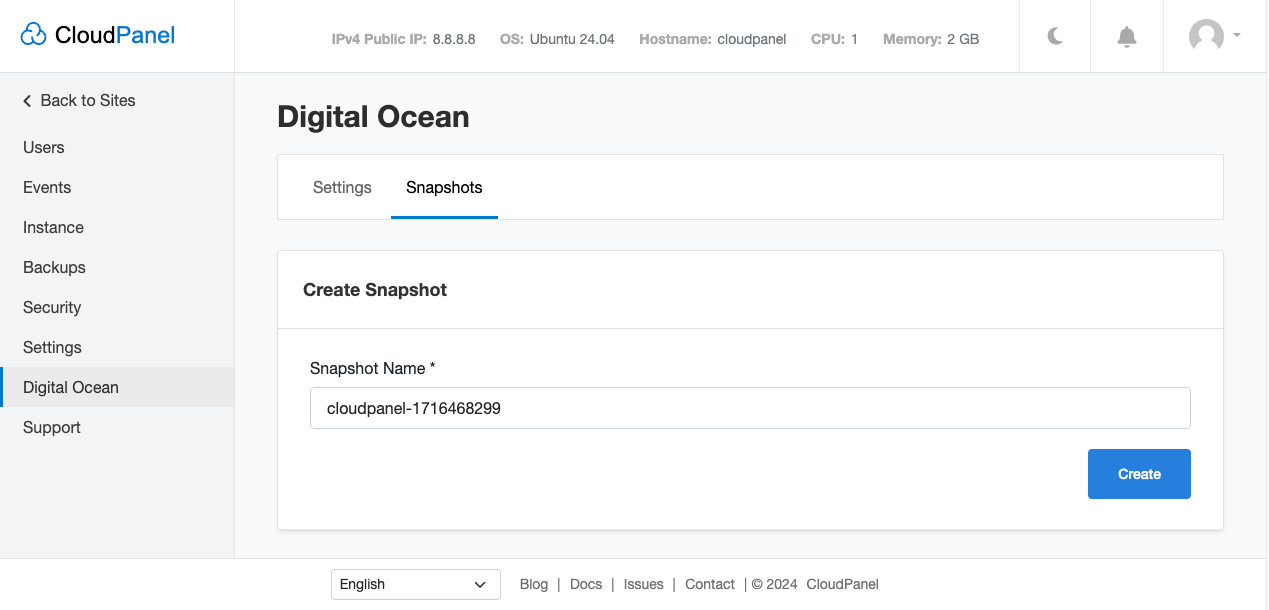 CloudPanel
IPv4 Public IP: 8.8.8.8 OS: Ubuntu 24.04 Hostname: cloudpanel CPU: 1 Memory: 2 GB
Back to Sites
Users
Events
Instance
Backups
Security
Settings
Digital Ocean
Support
Digital Ocean
Settings Snapshots
Create Snapshot
Snapshot Name *
cloudpanel-1716468299
Create
English Blog | Docs | Issues | Contact | © 2024 CloudPanel